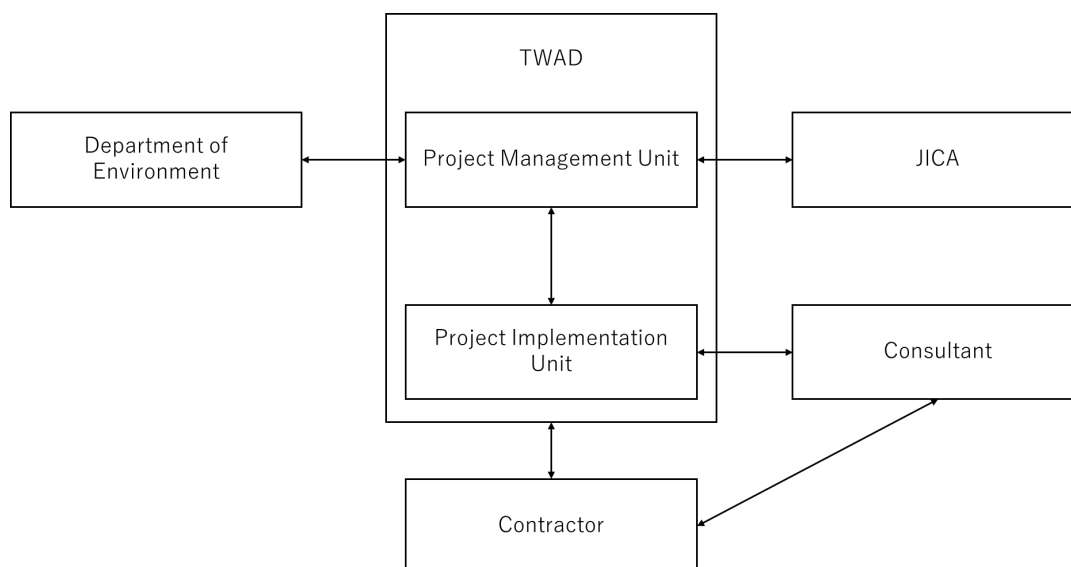 TWAD
Department of
Environment
Project Management Unit
JICA
Project Implementation
Unit
Consultant
Contractor